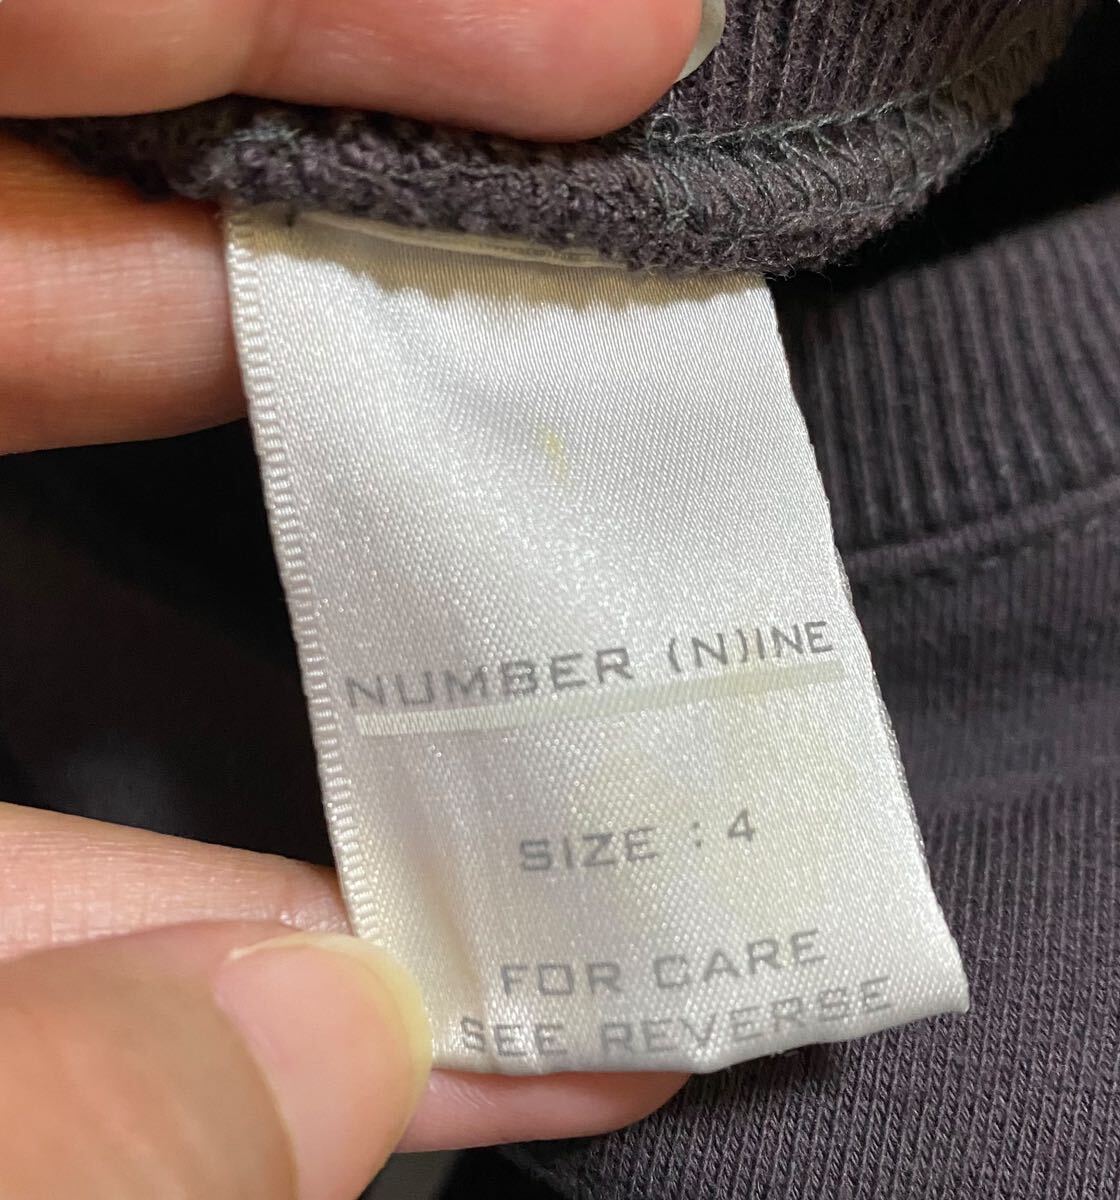 NUMBER (N)INE
SIZE : 4
FOR CARE
SEE REVERSE